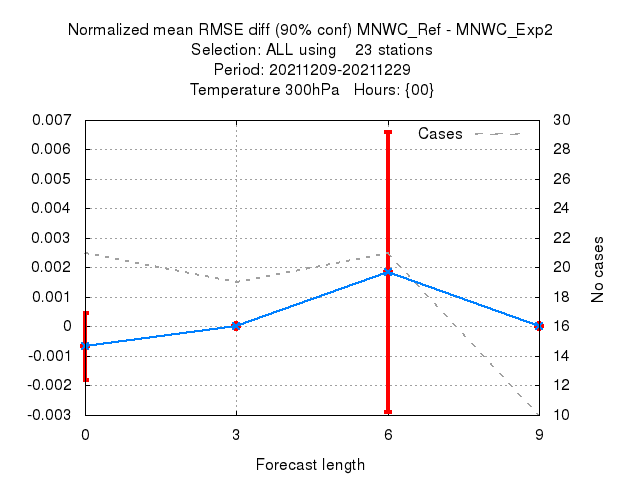 Normalized mean RMSE diff (90% conf) MNWC_Ref - MNWC_Exp2
Selection: ALL using    23 stations
Period: 20211209-20211229
Temperature 300hPa   Hours: {00}
0.007
0.006
0.005
0.004
0.003
0.002
0.001
0
-0.001
-0.002
-0.003
30
28
26
24
22
20
18
16
14
12
10
Cases
No cases
0 3 6 9
Forecast length